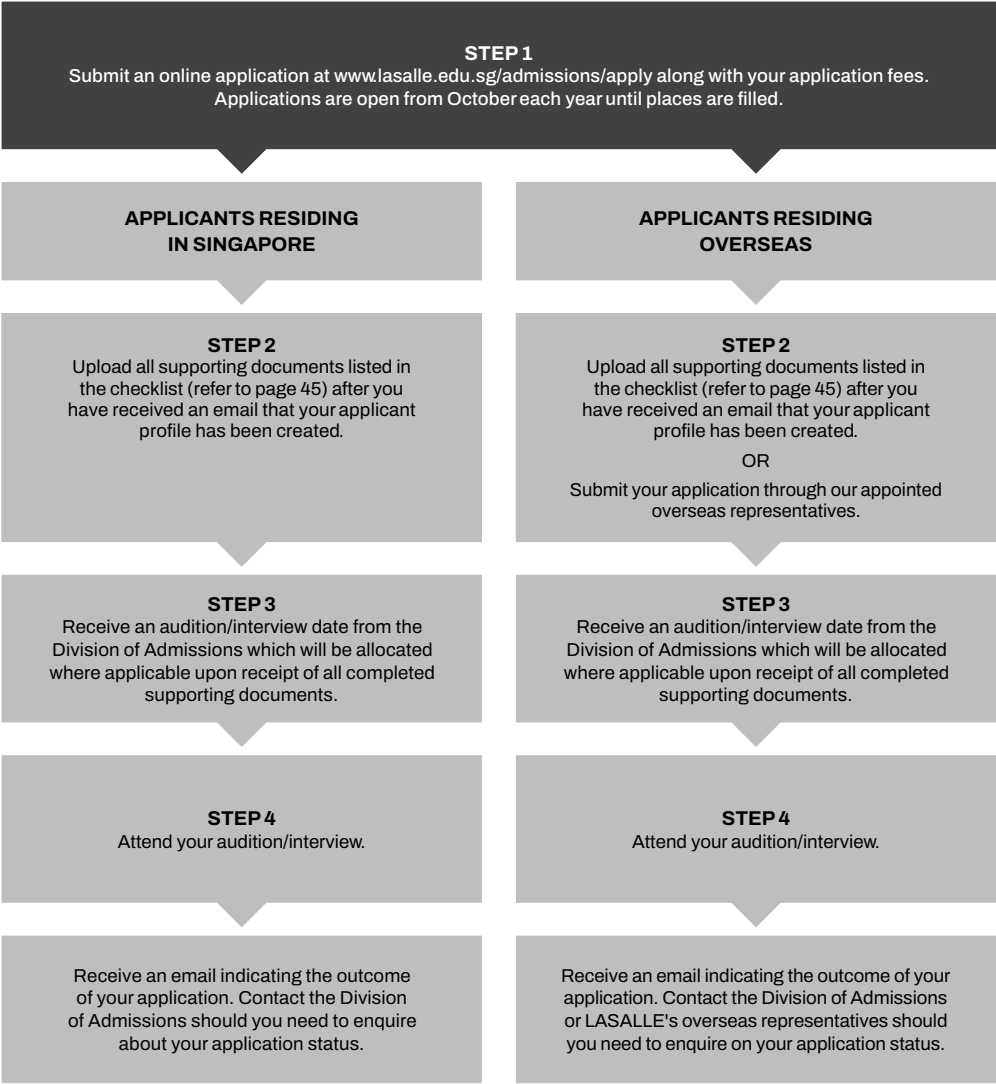 STEP 1
Submit an online application at www.lasalle.edu.sg/admissions/apply along with your application fees.
Applications are open from October each year until places are filled.
APPLICANTS RESIDING
IN SINGAPORE
STEP 2
Upload all supporting documents listed in
the checklist (refer to page 45) after you
have received an email that your applicant
profile has been created.
STEP 3
Receive an audition/interview date from the
Division of Admissions which will be allocated
where applicable upon receipt of all completed
supporting documents.
STEP 4
Attend your audition/interview.
Receive an email indicating the outcome
of your application. Contact the Division
of Admissions should you need to enquire
about your application status.
APPLICANTS RESIDING
OVERSEAS
STEP 2
Upload all supporting documents listed in
the checklist (refer to page 45) after you
have received an email that your applicant
profile has been created.
OR
Submit your application through our appointed
overseas representatives.
STEP 3
Receive an audition/interview date from the
Division of Admissions which will be allocated
where applicable upon receipt of all completed
supporting documents.
STEP 4
Attend your audition/interview.
Receive an email indicating the outcome of your
application. Contact the Division of Admissions
or LASALLE's overseas representatives should
you need to enquire on your application status.